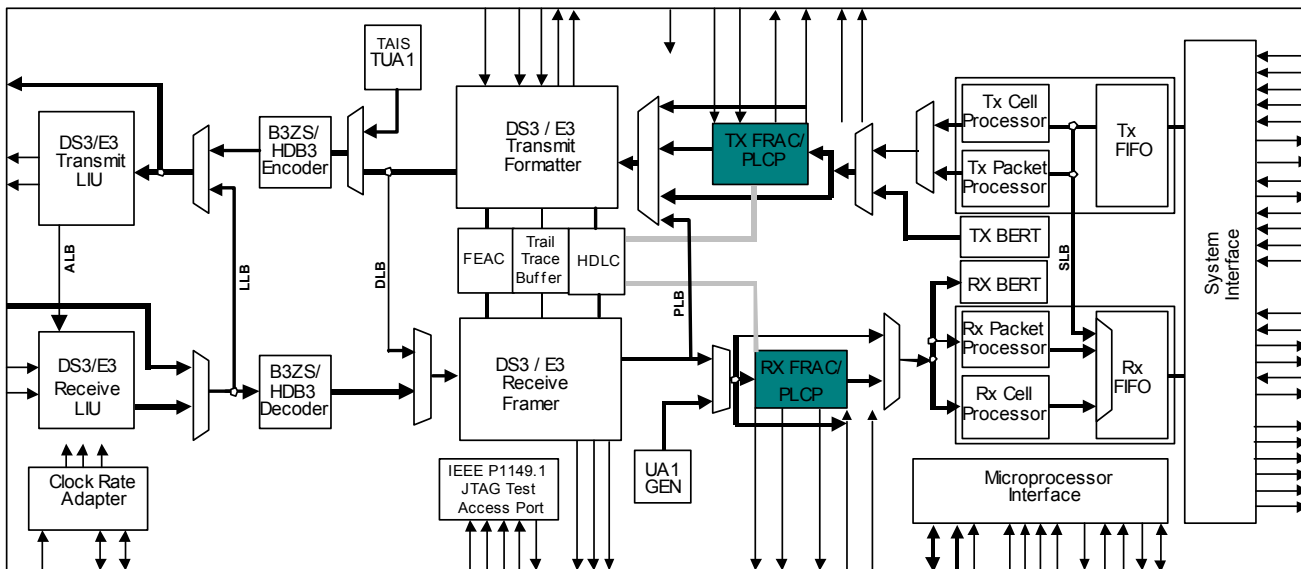 TAIS
TUA1
DS3/E3
Transmit
LIU
B3ZS/
HDB3
Encoder
DS3 / E3
Transmit
Formatter
TX FRAC/
PLCP
Tx Cell
Processor
Tx Packet
Processor
Tx
FIFO
TX BERT
RX BERT
System
Interface
ALB
LLB
DLB
FEAC
Trail
Trace
Buffer
HDLC
PLB
SLB
DS3/E3
Receive
LIU
B3ZS/
HDB3
Decoder
DS3 / E3
Receive
Framer
RX FRAC/
PLCP
Rx Packet
Processor
Rx Cell
Processor
Rx
FIFO
Clock Rate
Adapter
IEEE P1149.1
JTAG Test
Access Port
UA1
GEN
Microprocessor
Interface